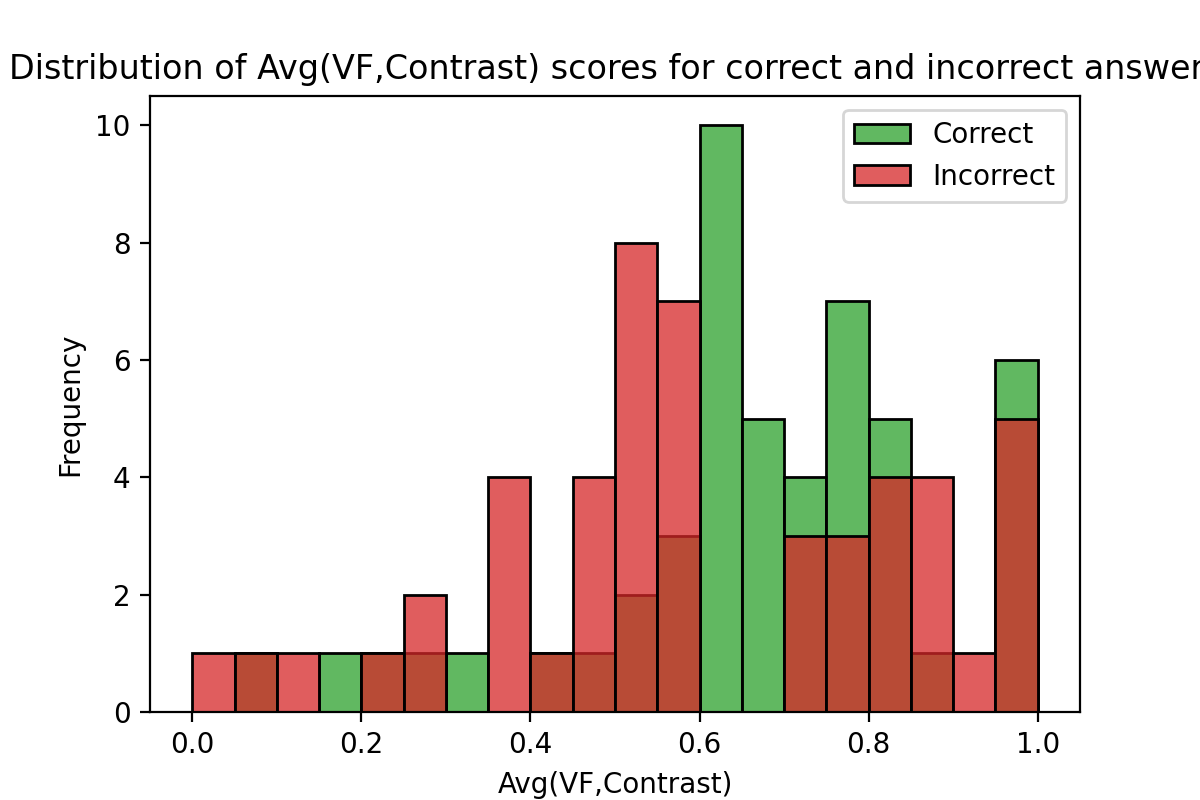 Distribution of Avg(VF,Contrast) scores for correct and incorrect answer
Correct
Incorrect
Frequency
10
8
6
4
2
0
0.0 0.2 0.4 0.6 0.8 1.0
Avg(VF,Contrast)